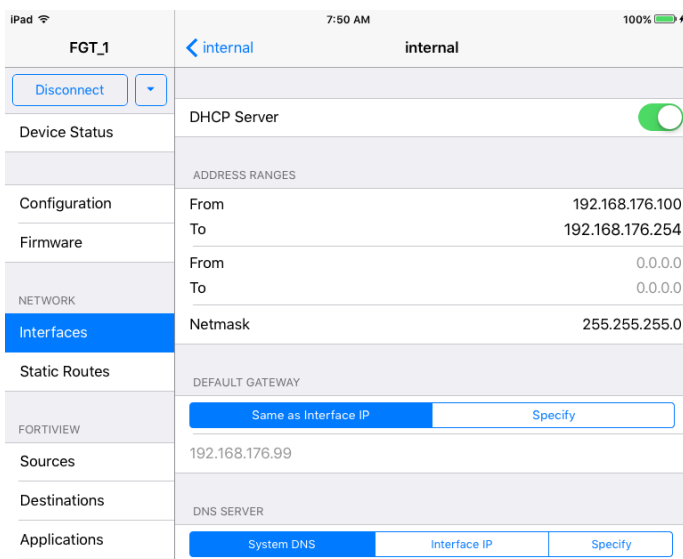 iPad 7:50 AM 100%
FGT_1
internal internal
Disconnect
Device Status
Configuration
Firmware
NETWORK
Interfaces
Static Routes
FORTIVIEW
Sources
Destinations
Applications
DHCP Server
ADDRESS RANGES
From 192.168.176.100
To 192.168.176.254
From 0.0.0.0
To 0.0.0.0
Netmask 255.255.255.0
DEFAULT GATEWAY
Same as Interface IP Specify
192.168.176.99
DNS SERVER
System DNS Interface IP Specify